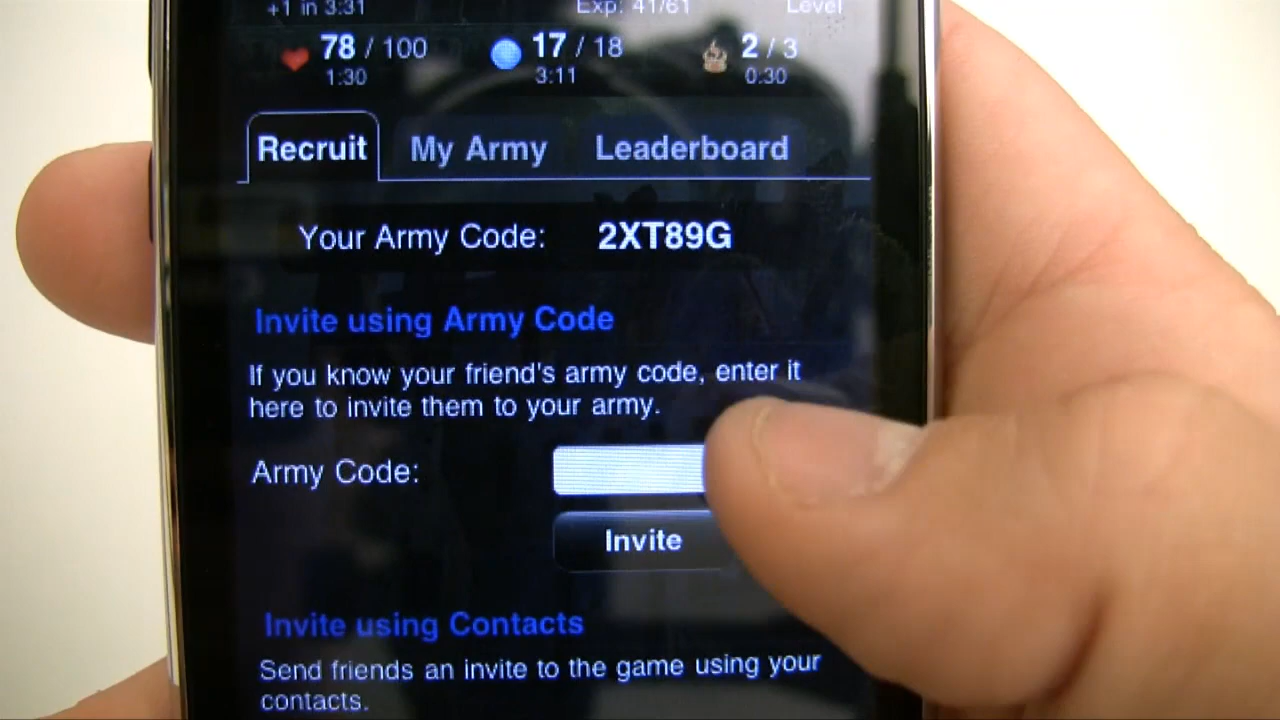 +1 in 3:31 Exp: 41/61 Level
78 / 100 17 / 18 2 / 3
1:30 3:11 0:30
Recruit My Army Leaderboard
Your Army Code: 2XT89G
Invite using Army Code
If you know your friend's army code, enter it
here to invite them to your army.
Army Code:
Invite
Invite using Contacts
Send friends an invite to the game using your
contacts.